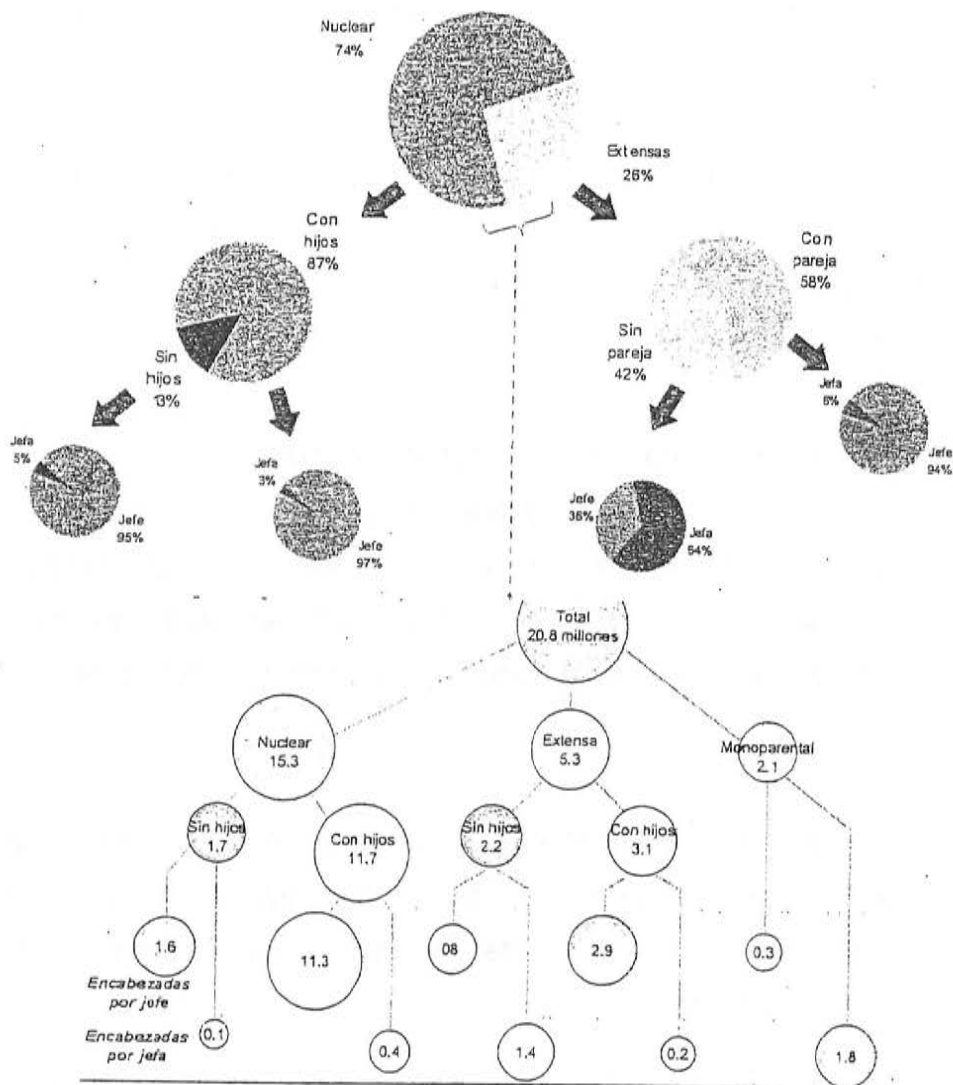 Nuclear
74%
Extensas
26%
Con
hijos
87%
Con
pareja
58%
Sin
hijos
13%
Sin
pareja
42%
Jefa
5%
Jefe
95%
Jefa
3%
Jefe
97%
Jefe
36%
Jefa
64%
Jefa
6%
Jefe
94%
Total
20.8 millones
Nuclear
15.3
Extensa
5.3
Monoparental
2.1
Sin hijos
1.7
Con hijos
11.7
Sin hijos
2.2
Con hijos
3.1
1.6
11.3
08
2.9
0.3
Encabezadas
por jefe
Encabezadas
por jefa
0.1
0.4
1.4
0.2
1.8